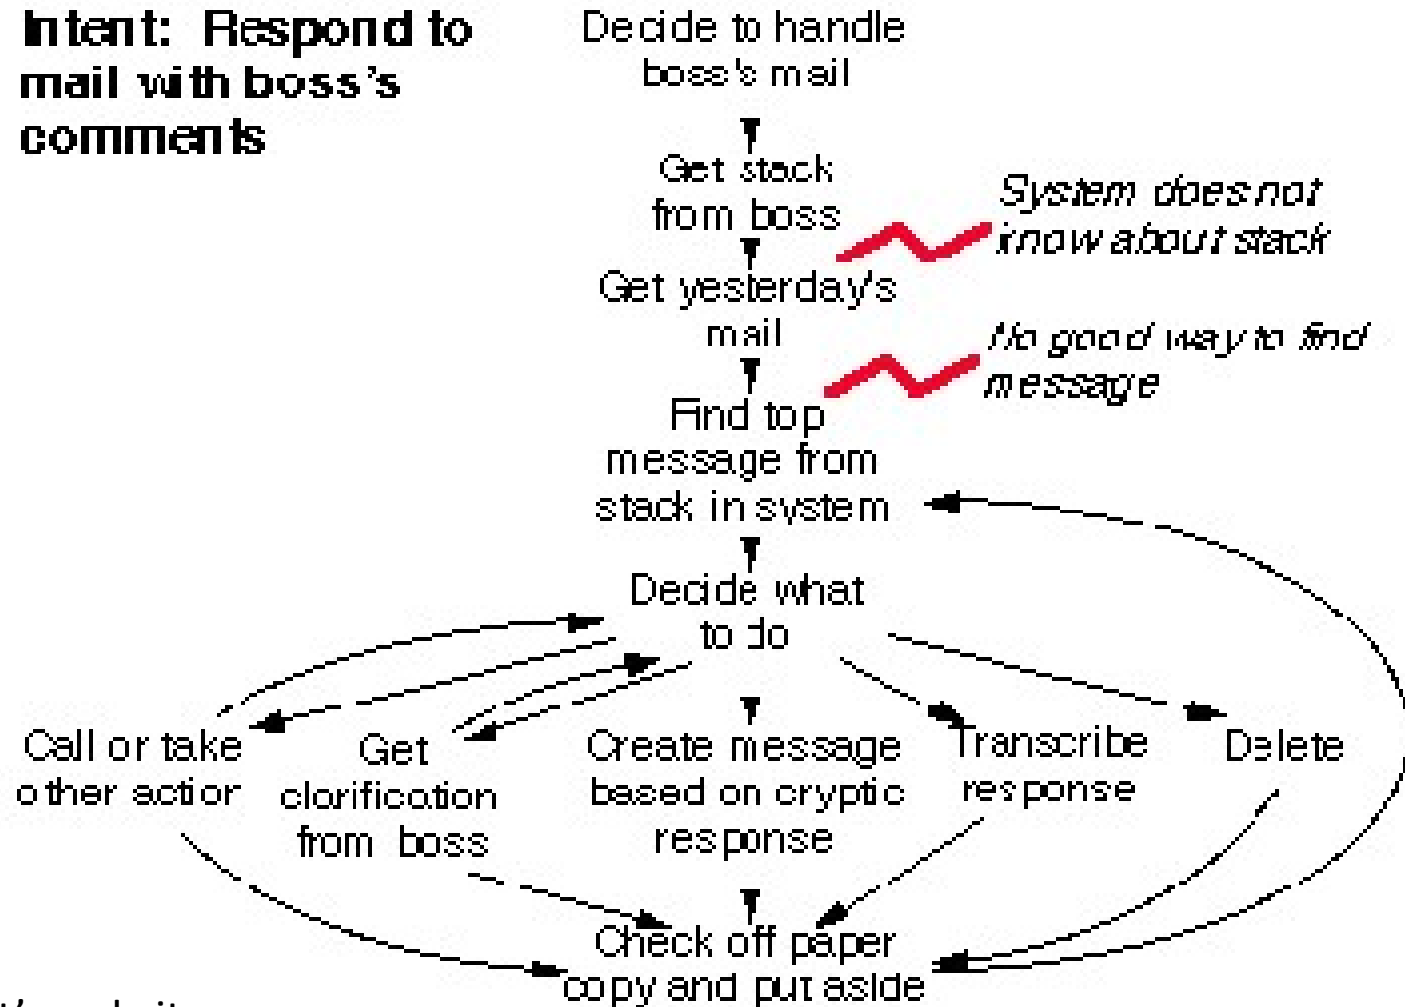 Intent: Respond to
mail with boss's
comments
Decide to handle
boss's mail
Get stack
from boss
System does not
know about stack
Get yesterday's
mail
No good way to find
message
Find top
message from
stack in system
Decide what
to do
Call or take
other action
Get
clarification
from boss
Create message
based on cryptic
response
Transcribe
response
Delete
Check off paper
copy and put aside